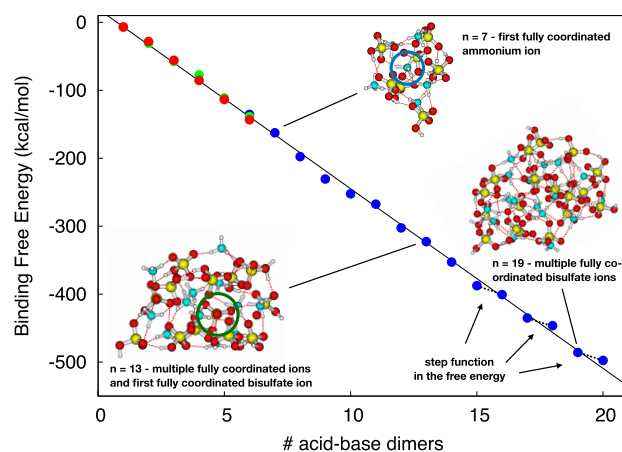 0
-100
-200
-300
-400
-500
Binding Free Energy (kcal/mol)
n = 7 - first fully coordinated
ammonium ion
n = 19 - multiple fully co-
ordinated bisulfate ions
n = 13 - multiple fully coordinated ions
and first fully coordinated bisulfate ion
step function
in the free energy
0 5 10 15 20
# acid-base dimers